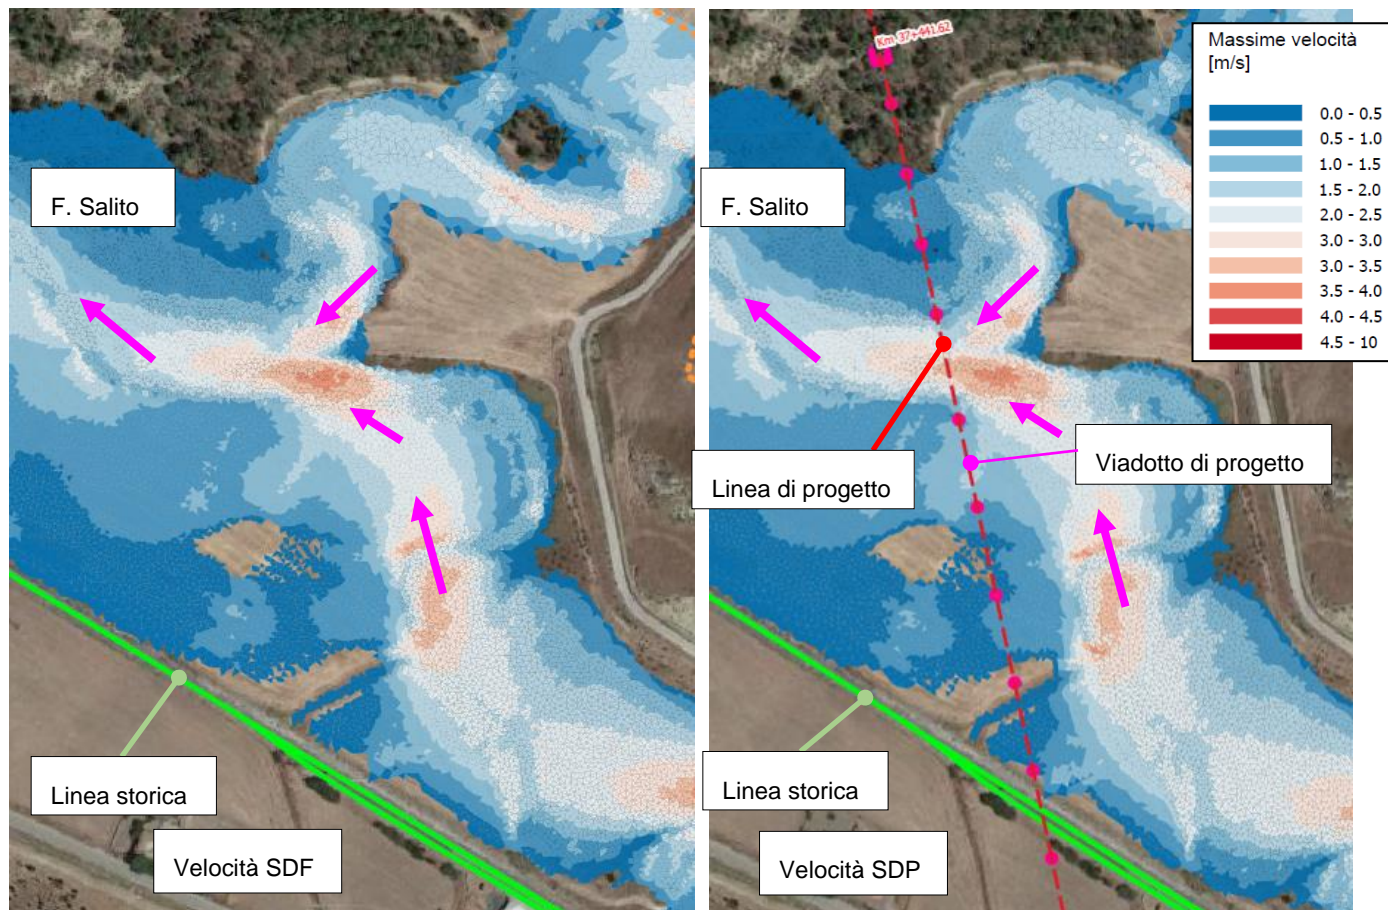 F. Salito
Linea storica
Velocità SDF
Km 37+441.62
F. Salito
Linea di progetto
Viadotto di progetto
Linea storica
Velocità SDP
Massime velocità
[m/s]
0.0 - 0.5
0.5 - 1.0
1.0 - 1.5
1.5 - 2.0
2.0 - 2.5
3.0 - 3.0
3.0 - 3.5
3.5 - 4.0
4.0 - 4.5
4.5 - 10